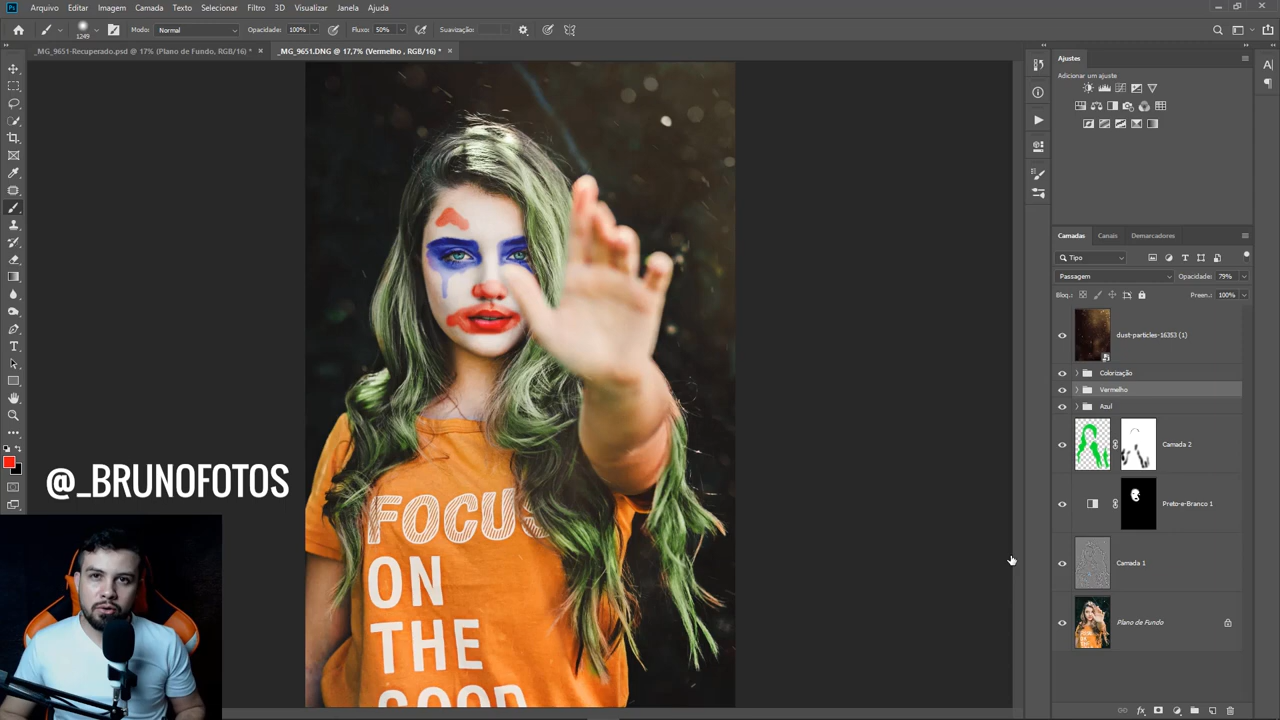 Arquivo Editar Imagem Camada Texto Selecionar Filtro 3D Visualizar Janela Ajuda
1249 Modo: Normal Opacidade: 100% Fluxo: 50% Suavização:
_MG_9651-Recuperado.psd @ 17% (Plano de Fundo, RGB/16) * × _MG_9651.DNG @ 17,7% (Vermelho , RGB/16) * ×
Ajustes
Adicionar um ajuste
Camadas Canais Demarcadores
Tipo
Passagem Opacidade: 79%
Bloq.: Preen.: 100%
dust-particles-16353 (1)
Colorização
Vermelho
Azul
Camada 2
Preto-e-Branco 1
Camada 1
Plano de Fundo
@_BRUNOFOTOS
FOCUS
ON
THE
GOOD